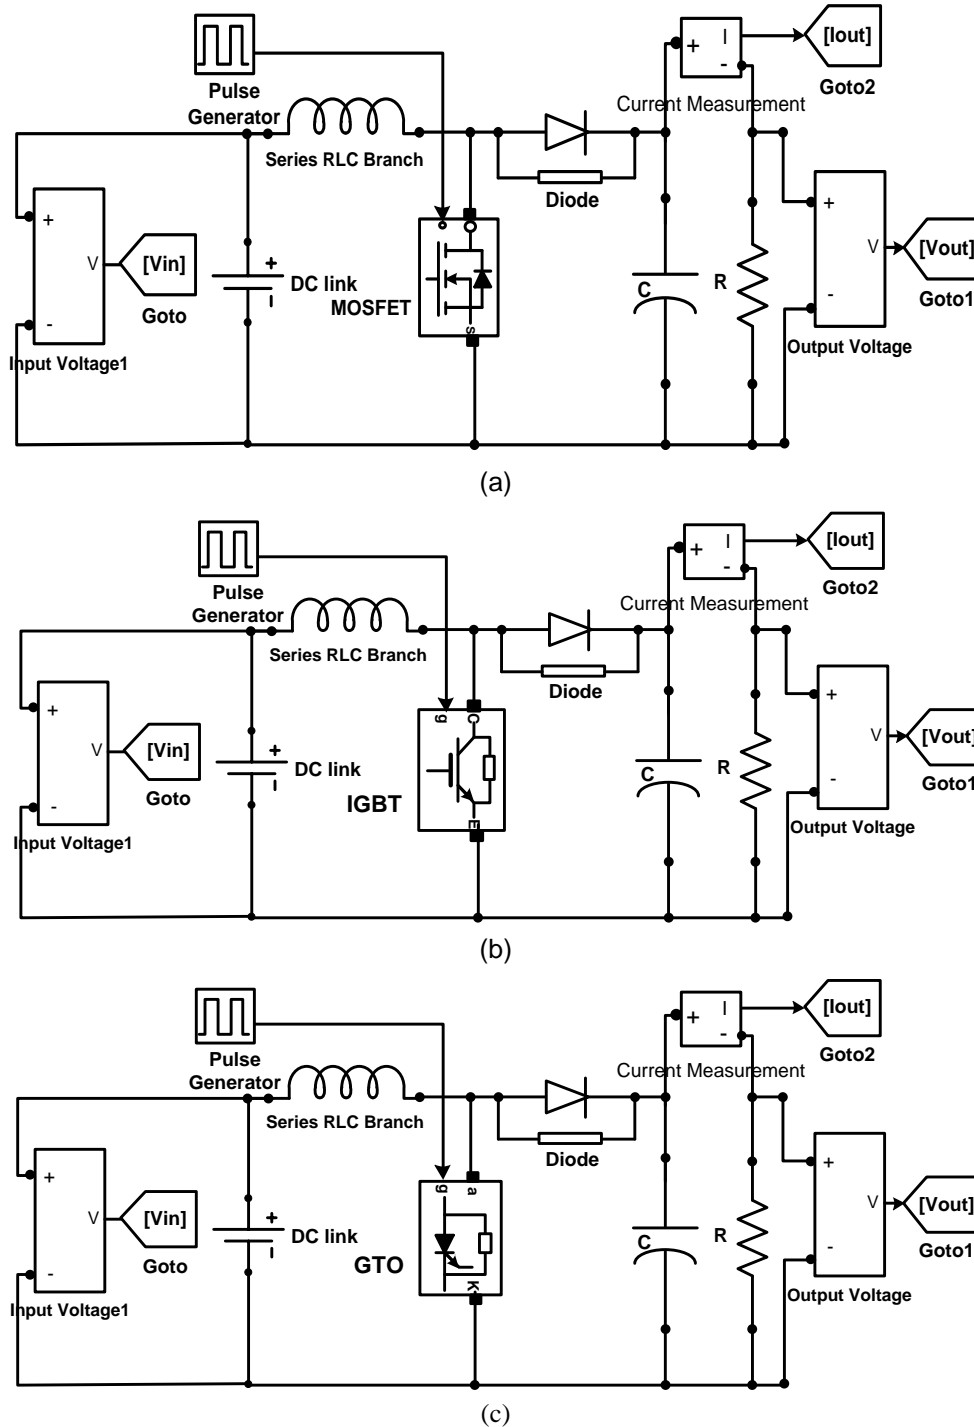 [Iout]
+
I
-
Goto2
Pulse
Generator
Current Measurement
Series RLC Branch
Diode
+
V
-
[Vin]
Goto
Input Voltage1
+
DC link
MOSFET
s
C
R
+
V
-
[Vout]
Goto1
Output Voltage
(a)
[Iout]
+
I
-
Goto2
Pulse
Generator
Current Measurement
Series RLC Branch
Diode
+
V
-
[Vin]
Goto
Input Voltage1
+
DC link
g
C
IGBT
E
C
R
+
V
-
[Vout]
Goto1
Output Voltage
(b)
[Iout]
+
I
-
Goto2
Pulse
Generator
Current Measurement
Series RLC Branch
Diode
+
V
-
[Vin]
Goto
Input Voltage1
+
DC link
g
a
GTO
K
C
R
+
V
-
[Vout]
Goto1
Output Voltage
(c)